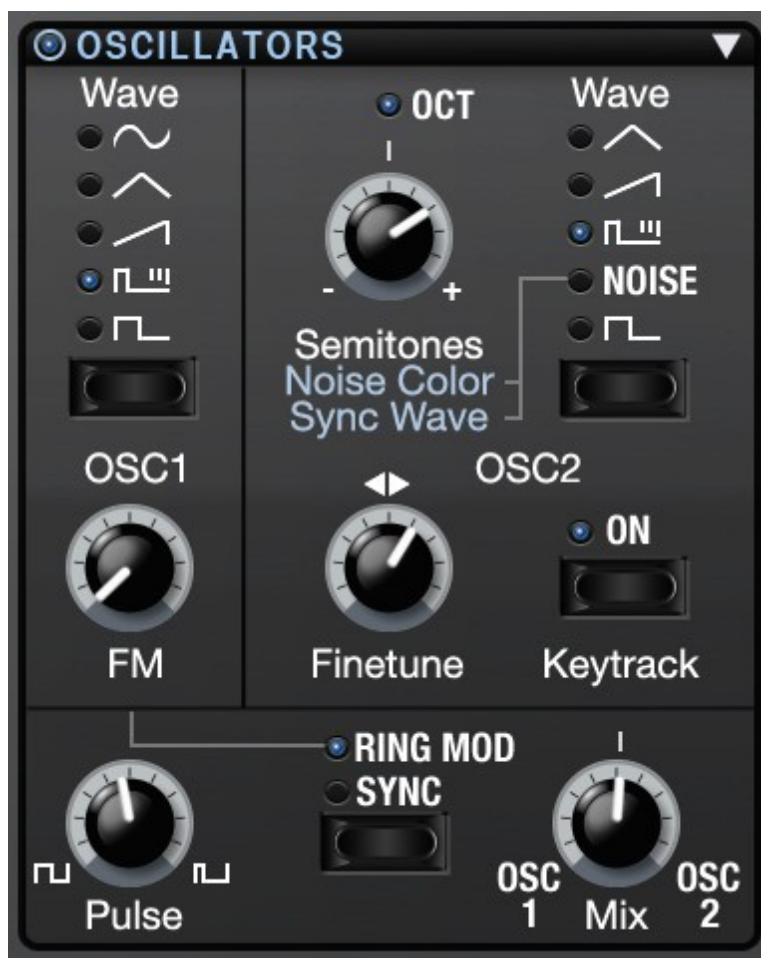 OSCILLATORS
Wave
OCT
Wave
- +
NOISE
Semitones
Noise Color
Sync Wave
OSC1
OSC2
ON
FM
Finetune
Keytrack
RING MOD
SYNC
Pulse
OSC 1
Mix
OSC 2